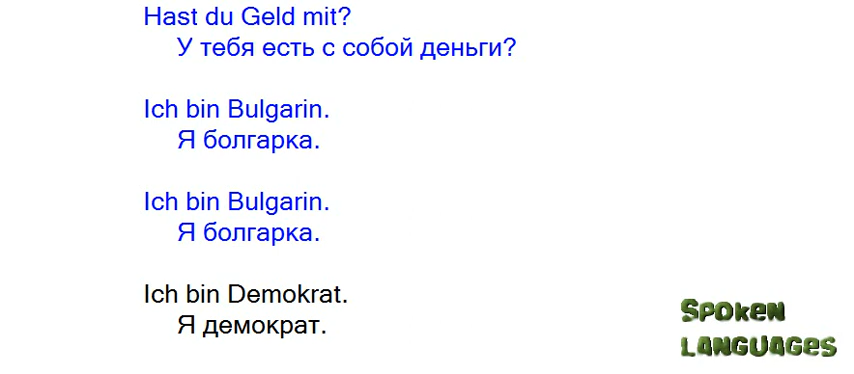 Hast du Geld mit?
У тебя есть с собой деньги?
Ich bin Bulgarin.
Я болгарка.
Ich bin Bulgarin.
Я болгарка.
Ich bin Demokrat.
Я демократ.
Spoken
Languages